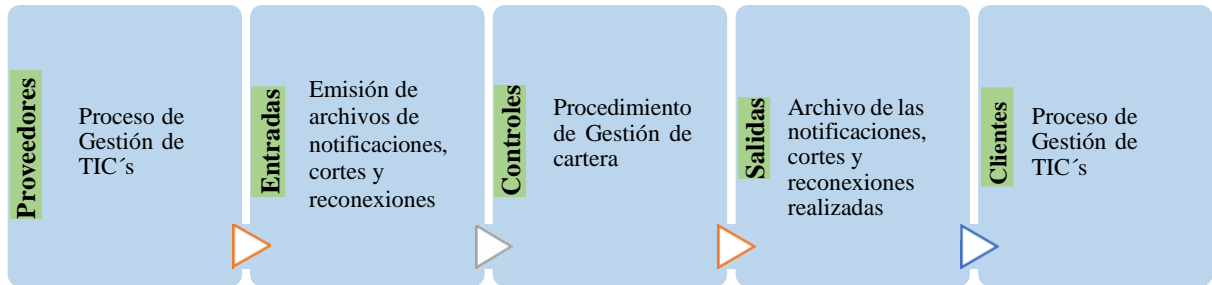 Proveedores
Proceso de
Gestión de
TIC´s
Entradas
Emisión de
archivos de
notificaciones,
cortes y
reconexiones
Controles
Procedimiento
de Gestión de
cartera
Salidas
Archivo de las
notificaciones,
cortes y
reconexiones
realizadas
Clientes
Proceso de
Gestión de
TIC´s